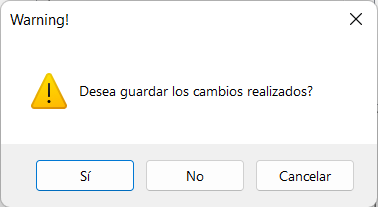 Warning!
Desea guardar los cambios realizados?
Sí
No
Cancelar